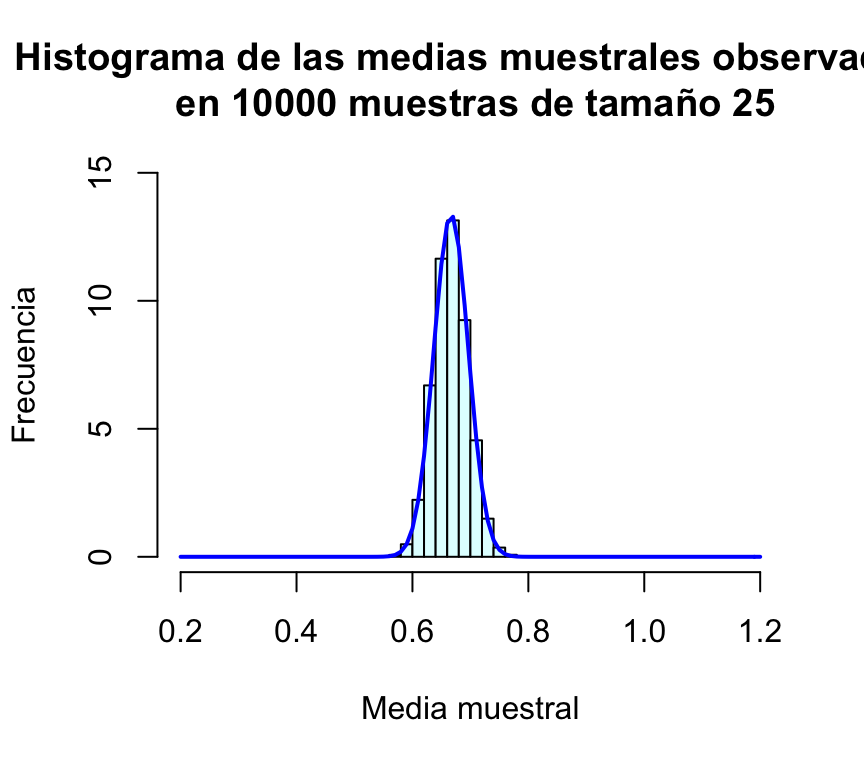 Histograma de las medias muestrales observa
en 10000 muestras de tamaño 25
15
10
5
0
Frecuencia
0.2 0.4 0.6 0.8 1.0 1.2
Media muestral